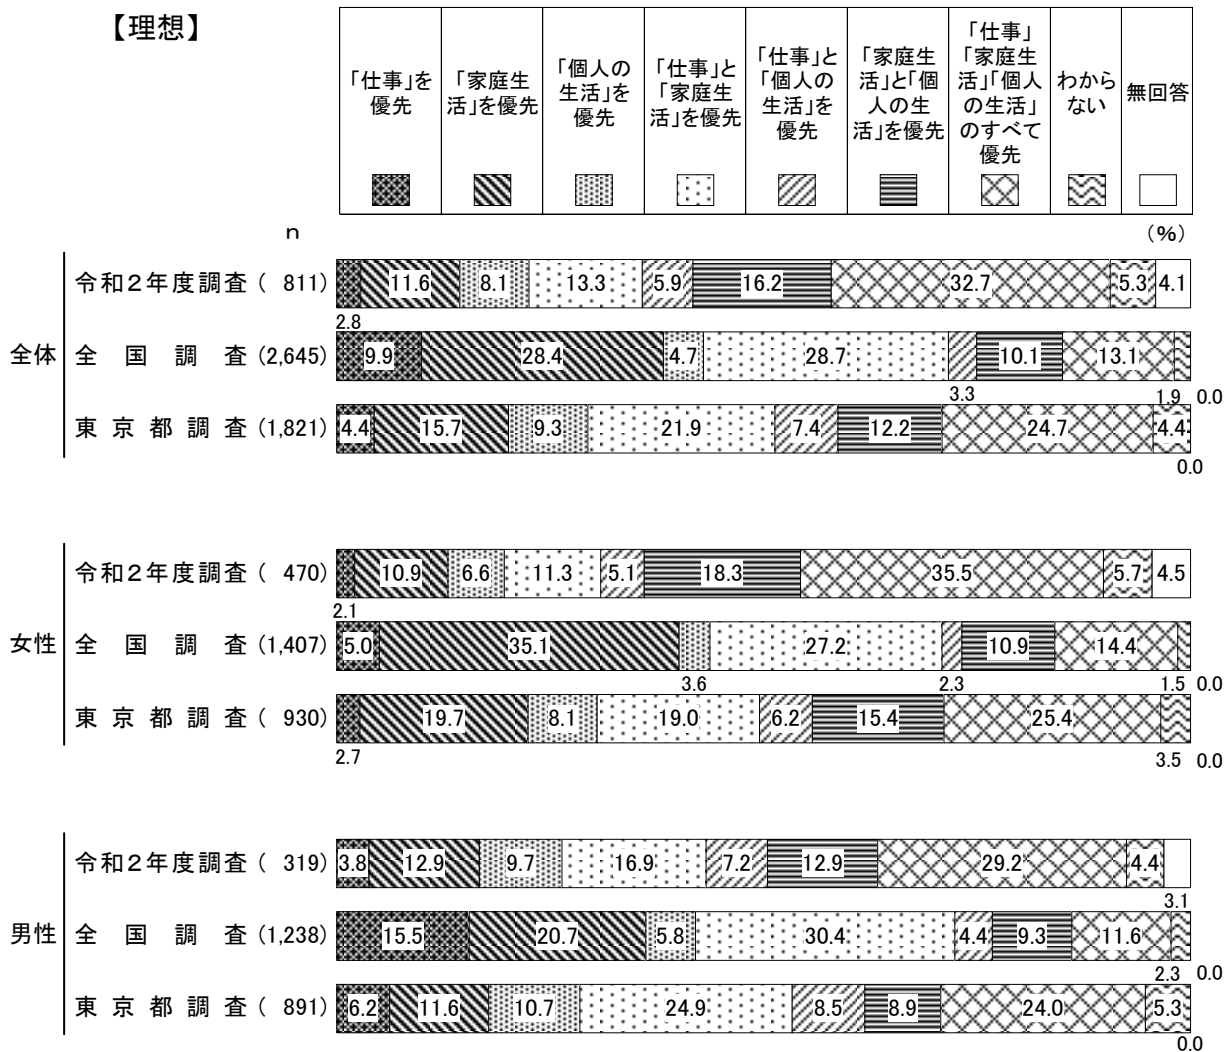 【理想】
「仕事」を
優先
「家庭生
活」を優先
「個人の
生活」を
優先
「仕事」と
「家庭生
活」を優先
「仕事」と
「個人の
生活」を
優先
「家庭生
活」と「個
人の生
活」を優先
「仕事」
「家庭生
活」「個人
の生活」
のすべて
優先
わから
ない
無回答
n
(%)
全体
令和2年度調査 ( 811) 11.6 8.1 13.3 5.9 16.2 32.7 5.3 4.1
2.8
全国調査 (2,645) 9.9 28.4 4.7 28.7 10.1 13.1
3.3 1.9 0.0
東京都調査 (1,821) 4.4 15.7 9.3 21.9 7.4 12.2 24.7 4.4
0.0
女性
令和2年度調査 ( 470) 10.9 6.6 11.3 5.1 18.3 35.5 5.7 4.5
2.1
全国調査 (1,407) 5.0 35.1 27.2 10.9 14.4
3.6 2.3 1.5 0.0
東京都調査 ( 930) 19.7 8.1 19.0 6.2 15.4 25.4
2.7 3.5 0.0
男性
令和2年度調査 ( 319) 3.8 12.9 9.7 16.9 7.2 12.9 29.2 4.4
3.1
全国調査 (1,238) 15.5 20.7 5.8 30.4 4.4 9.3 11.6
2.3 0.0
東京都調査 ( 891) 6.2 11.6 10.7 24.9 8.5 8.9 24.0 5.3
0.0